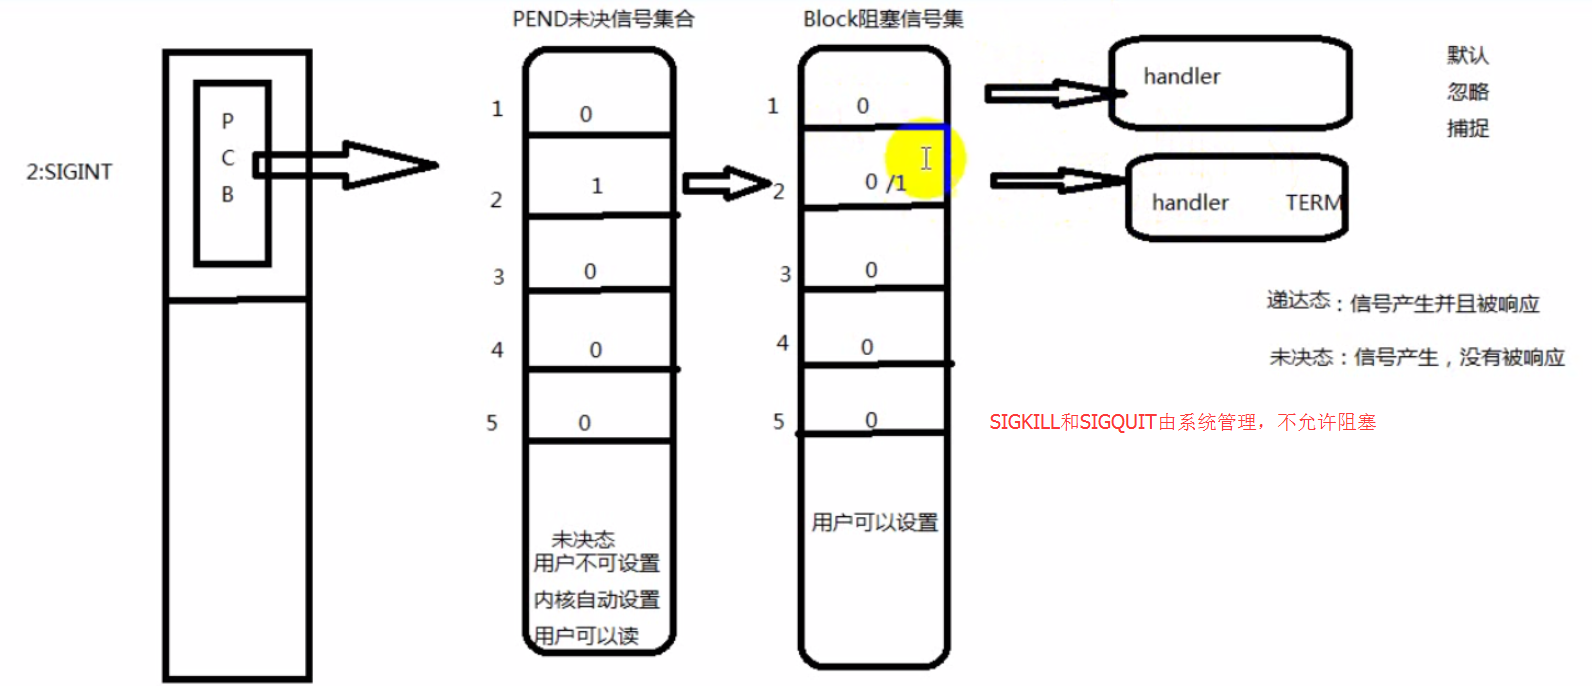 PEND未决信号集合
Block阻塞信号集
handler
默认
忽略
捕捉
P
C
B
2:SIGINT
1
0
1
0
2
1
2
0 /1
handler TERM
3
0
3
0
递达态：信号产生并且被响应
4
0
4
0
未决态：信号产生，没有被响应
5
0
5
0
SIGKILL和SIGQUIT由系统管理，不允许阻塞
未决态
用户不可设置
内核自动设置
用户可以读
用户可以设置